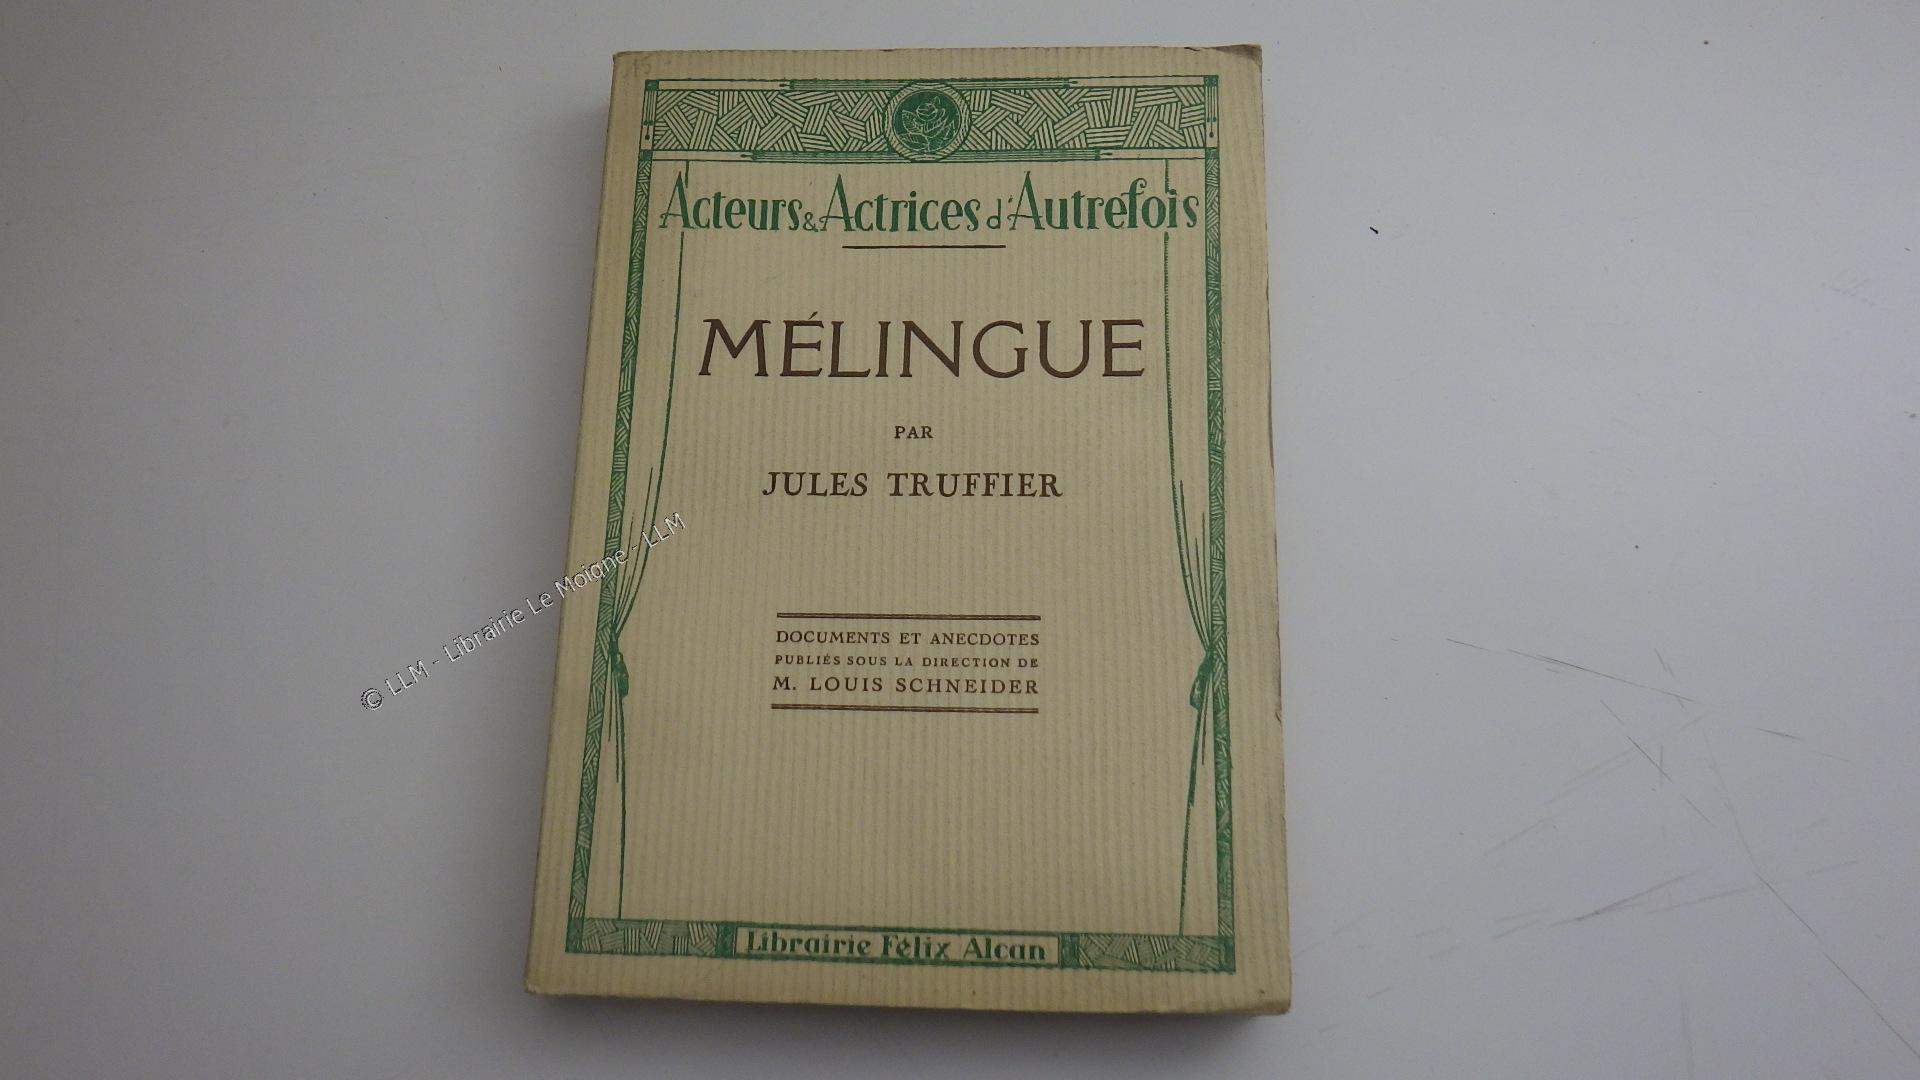 15
Acteurs & Actrices d'Autrefois
MÉLINGUE
PAR
JULES TRUFFIER
DOCUMENTS ET ANECDOTES
PUBLIÉS SOUS LA DIRECTION DE
M. LOUIS SCHNEIDER
Librairie Félix Alcan
© LLM - Librairie Le Moigne - LLM